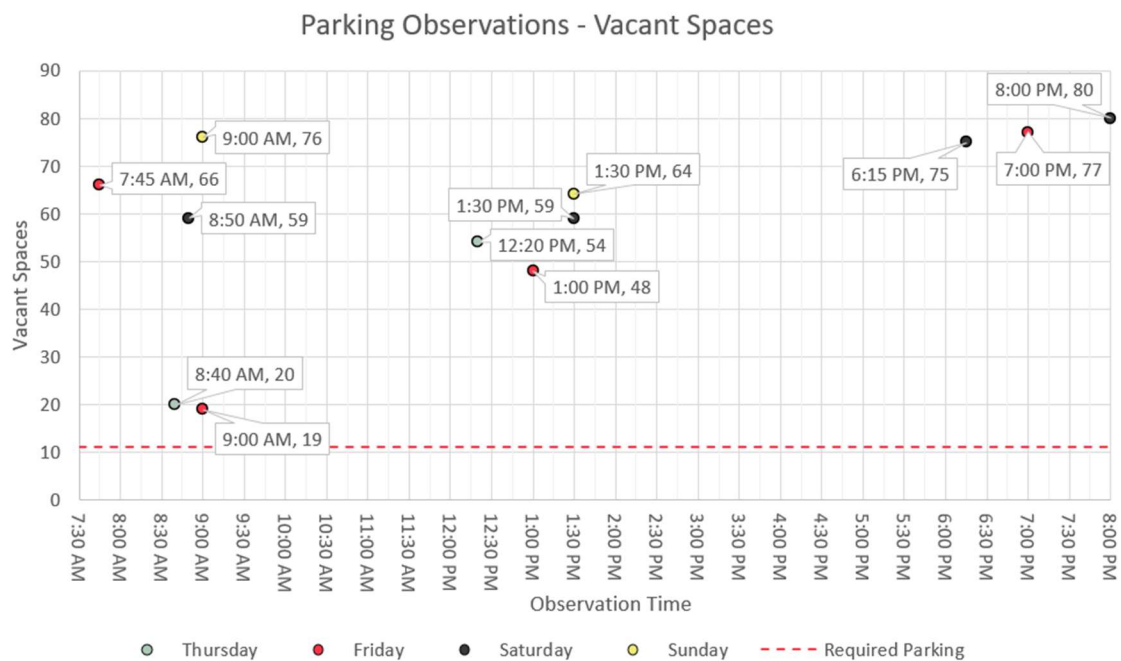 Parking Observations - Vacant Spaces
90
80
70
60
50
40
30
20
10
0
Vacant Spaces
8:00 PM, 80
9:00 AM, 76
7:45 AM, 66
1:30 PM, 64
6:15 PM, 75
7:00 PM, 77
8:50 AM, 59
1:30 PM, 59
12:20 PM, 54
1:00 PM, 48
8:40 AM, 20
9:00 AM, 19
7:30 AM
8:00 AM
8:30 AM
9:00 AM
9:30 AM
10:00 AM
10:30 AM
11:00 AM
11:30 AM
12:00 PM
12:30 PM
1:00 PM
1:30 PM
2:00 PM
2:30 PM
3:00 PM
3:30 PM
4:00 PM
4:30 PM
5:00 PM
5:30 PM
6:00 PM
6:30 PM
7:00 PM
7:30 PM
8:00 PM
Observation Time
Thursday
Friday
Saturday
Sunday
Required Parking